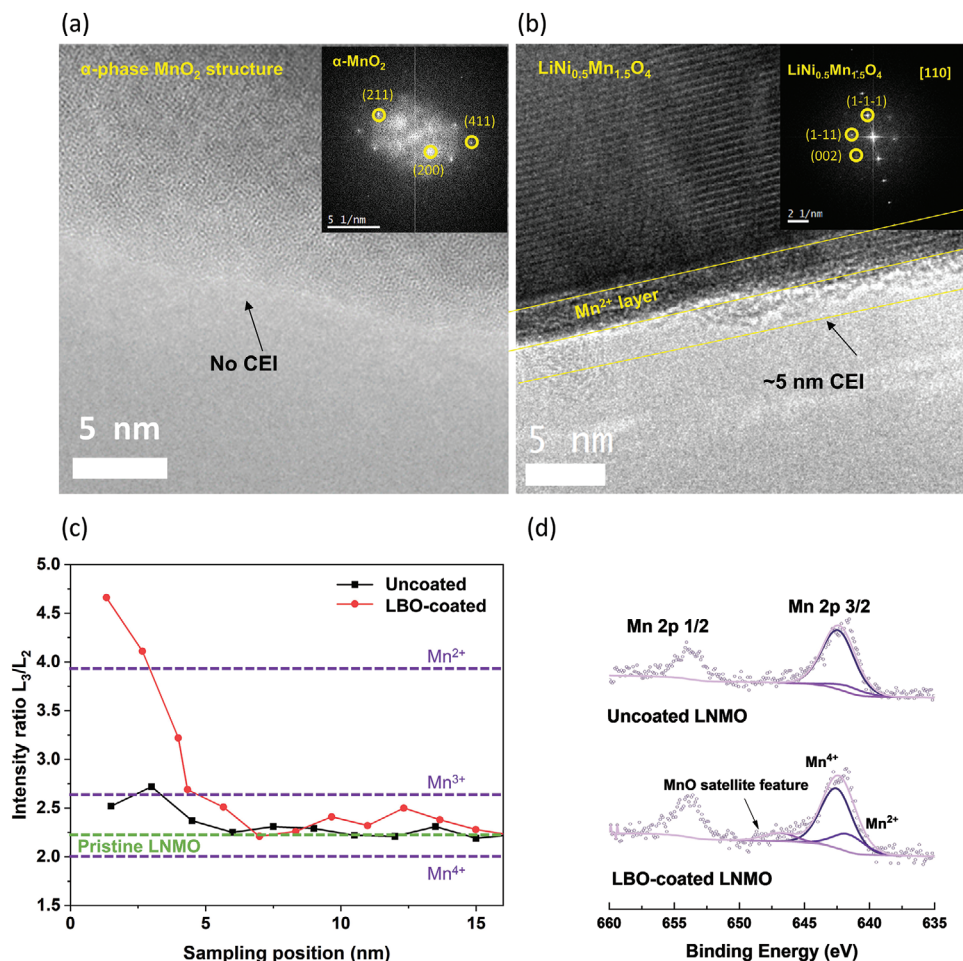 (a)
α-phase MnO₂ structure
α-MnO₂
(211)
(411)
(200)
5 1/nm
No CEI
5 nm
(b)
LiNi₀.₅Mn₁.₅O₄
LiNi₀.₅Mn₁.₅O₄ [110]
(1-1-1)
(1-11)
(002)
2 1/nm
Mn²⁺ layer
~5 nm CEI
5 nm
(c)
Intensity ratio L₃/L₂
5.0
4.5
4.0
3.5
3.0
2.5
2.0
1.5
Uncoated
LBO-coated
Mn²⁺
Mn³⁺
Pristine LNMO
Mn⁴⁺
0 5 10 15
Sampling position (nm)
(d)
Mn 2p 1/2
Mn 2p 3/2
Uncoated LNMO
Mn⁴⁺
MnO satellite feature
Mn²⁺
LBO-coated LNMO
660 655 650 645 640 635
Binding Energy (eV)